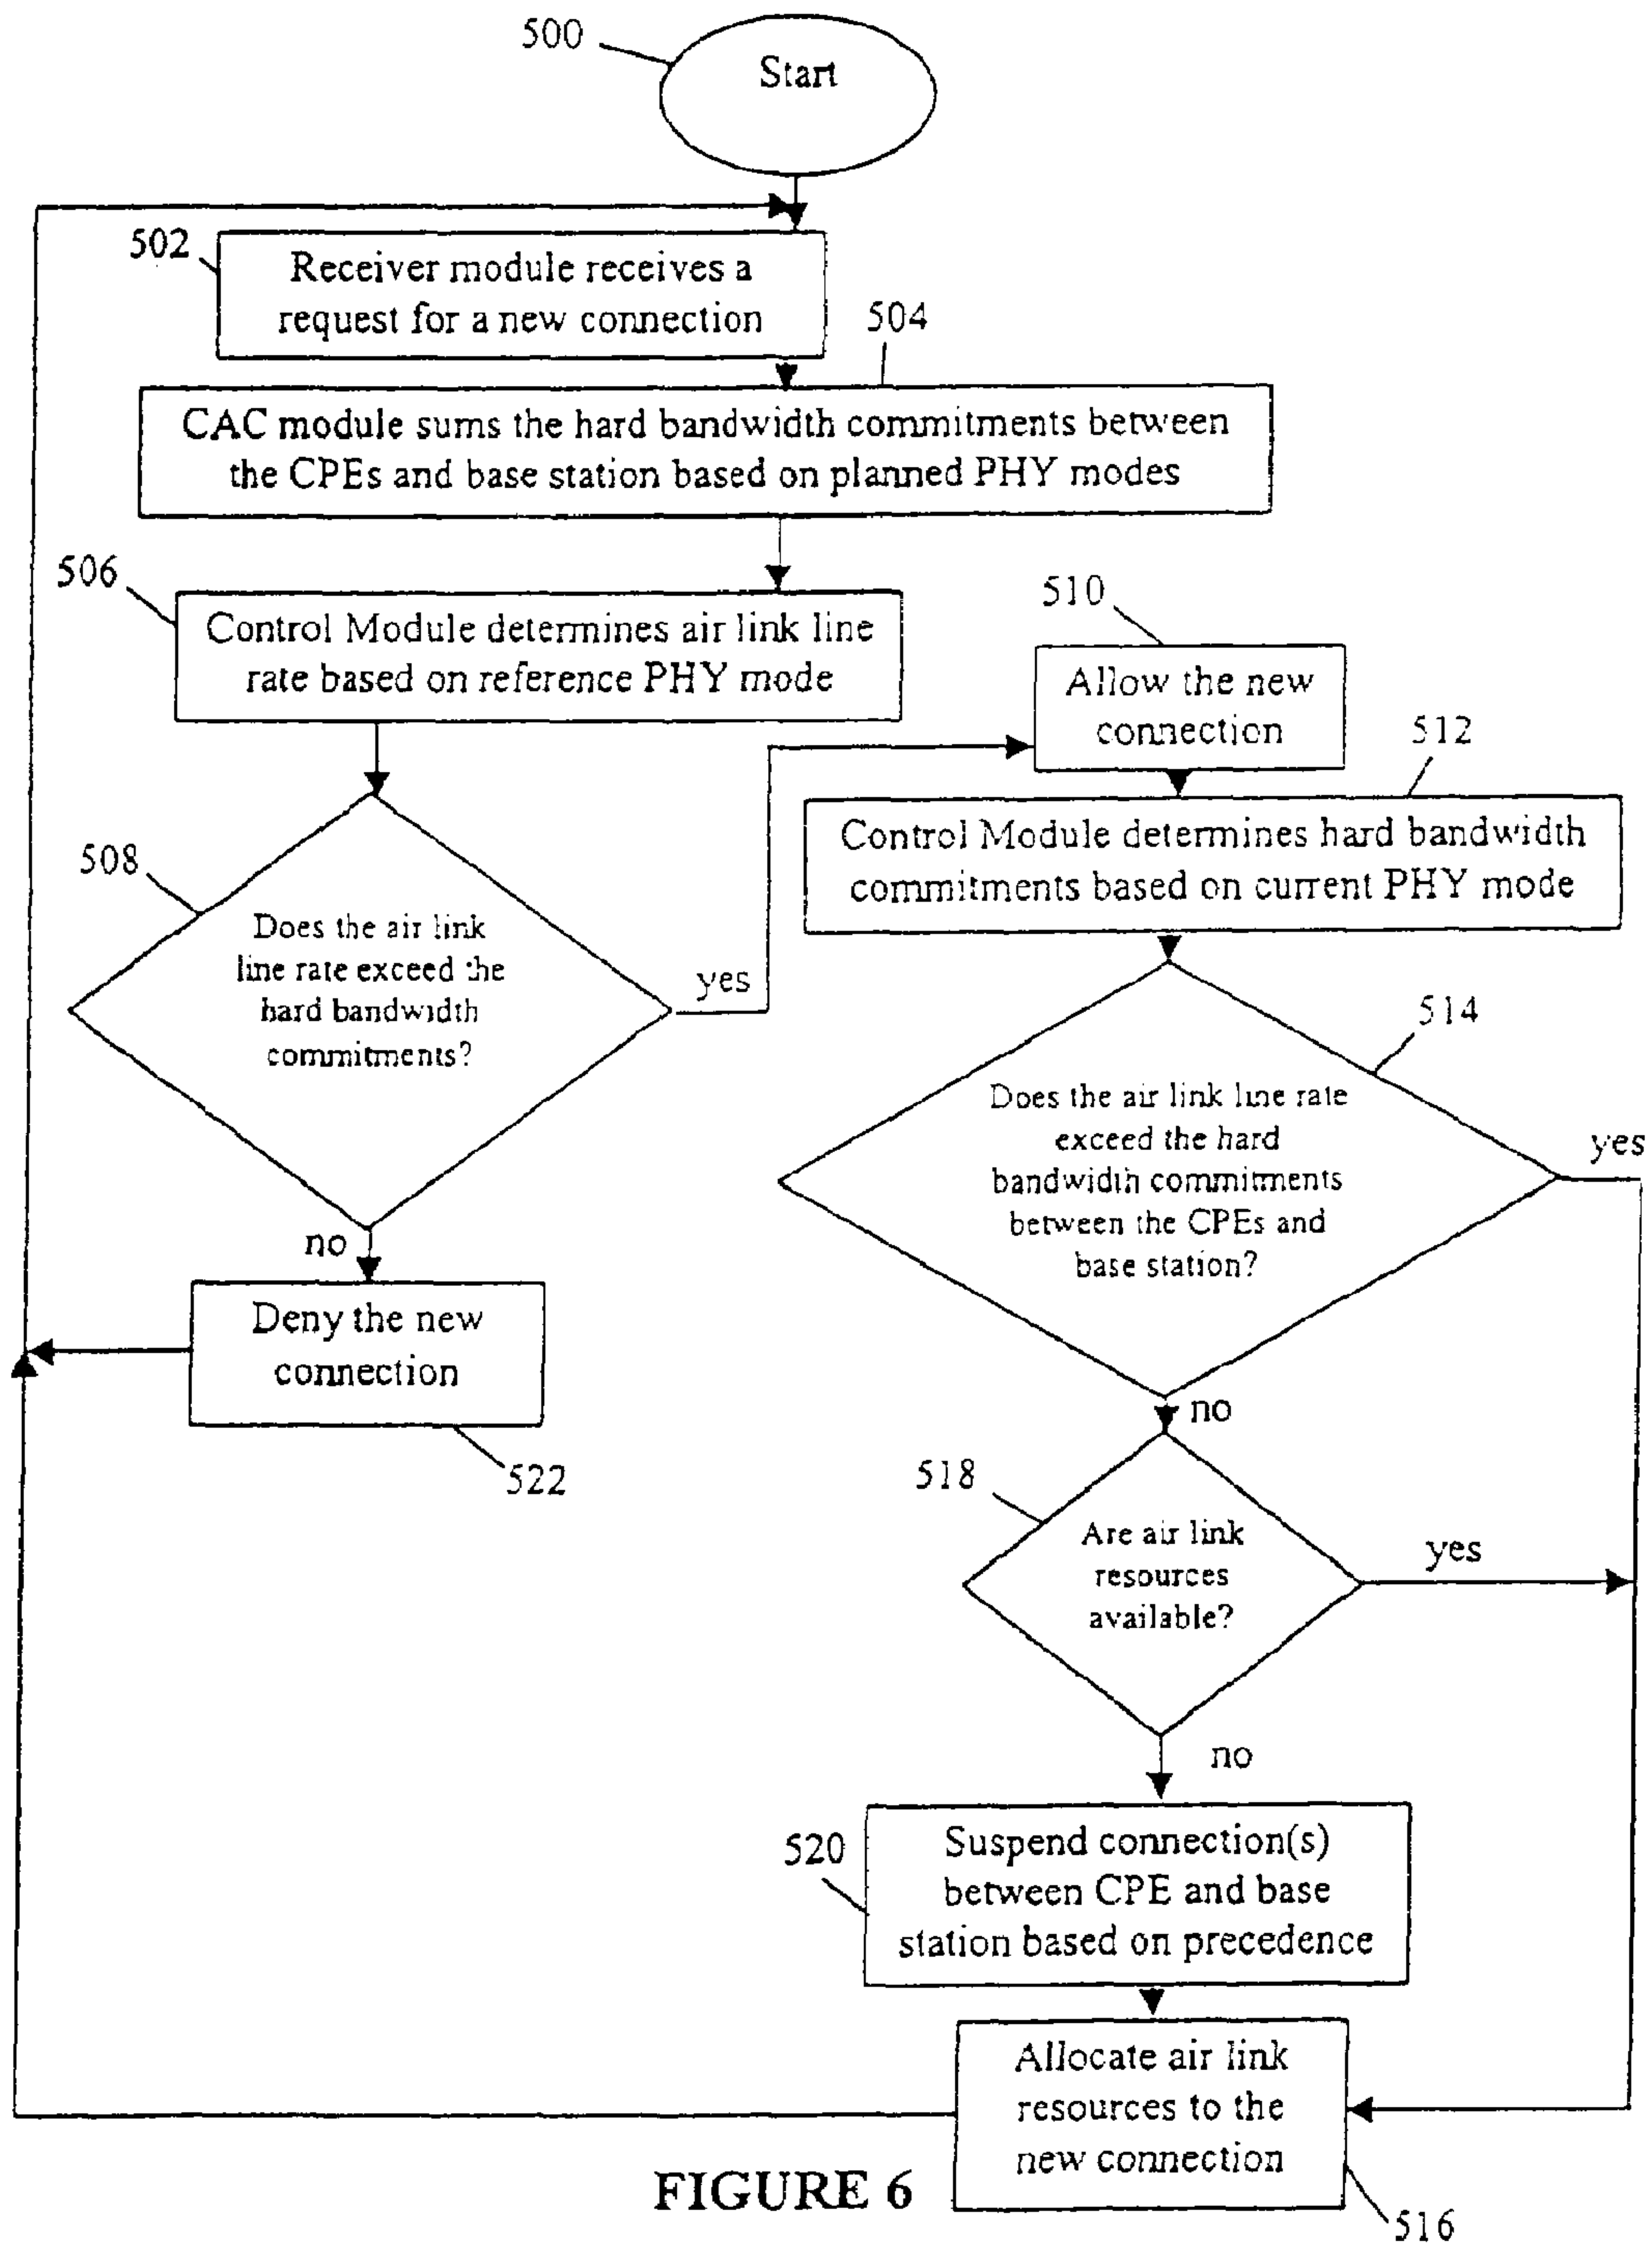 500
Start
502
Receiver module receives a
request for a new connection
504
CAC module sums the hard bandwidth commitments between
the CPEs and base station based on planned PHY modes
506
Control Module determines air link line
rate based on reference PHY mode
510
Allow the new
connection
512
Control Module determines hard bandwidth
commitments based on current PHY mode
508
Does the air link
line rate exceed the
hard bandwidth
commitments?
yes
514
Does the air link line rate
exceed the hard
bandwidth commitments
between the CPEs and
base station?
yes
no
Deny the new
connection
522
no
518
Are air link
resources
available?
yes
no
520
Suspend connection(s)
between CPE and base
station based on precedence
Allocate air link
resources to the
new connection
516
FIGURE 6